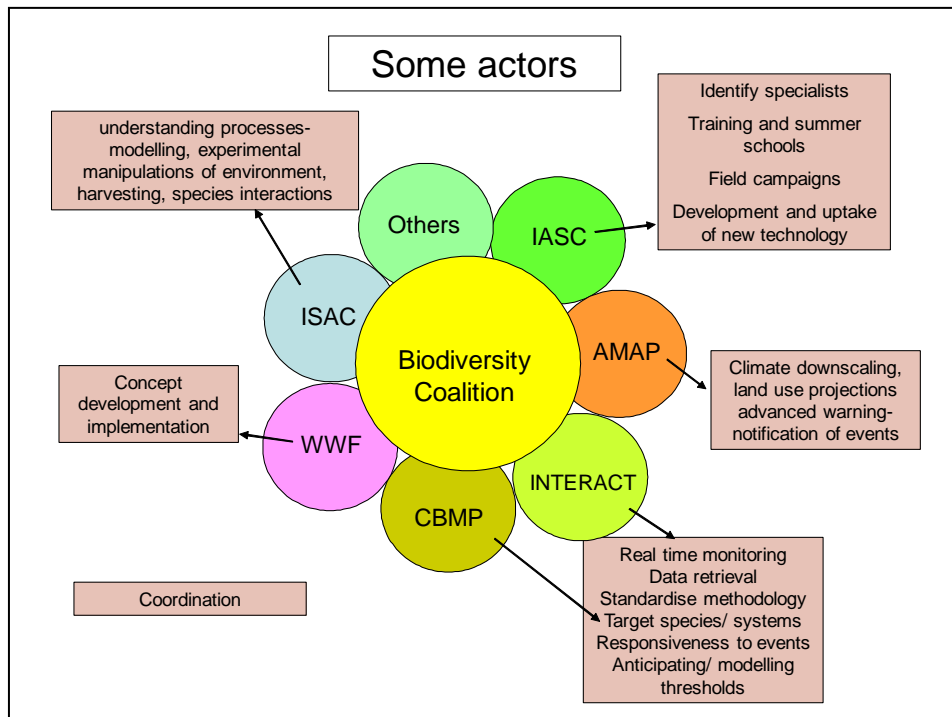 Some actors
understanding processes-
modelling, experimental
manipulations of environment,
harvesting, species interactions
Identify specialists
Training and summer
schools
Field campaigns
Development and uptake
of new technology
Others
IASC
ISAC
AMAP
Biodiversity
Coalition
Climate downscaling,
land use projections
advanced warning-
notification of events
Concept
development and
implementation
WWF
INTERACT
CBMP
Real time monitoring
Data retrieval
Standardise methodology
Target species/ systems
Responsiveness to events
Anticipating/ modelling
thresholds
Coordination